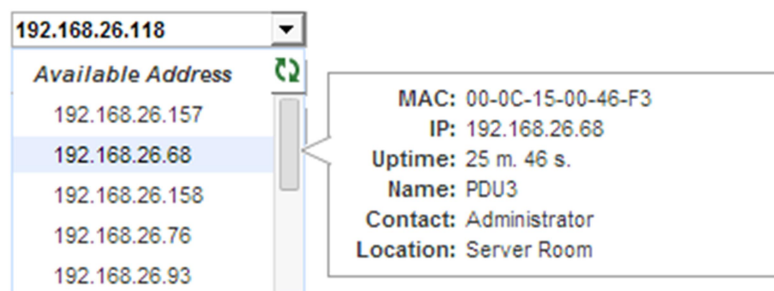 192.168.26.118
Available Address
192.168.26.157
192.168.26.68
192.168.26.158
192.168.26.76
192.168.26.93
MAC: 00-0C-15-00-46-F3
IP: 192.168.26.68
Uptime: 25 m. 46 s.
Name: PDU3
Contact: Administrator
Location: Server Room